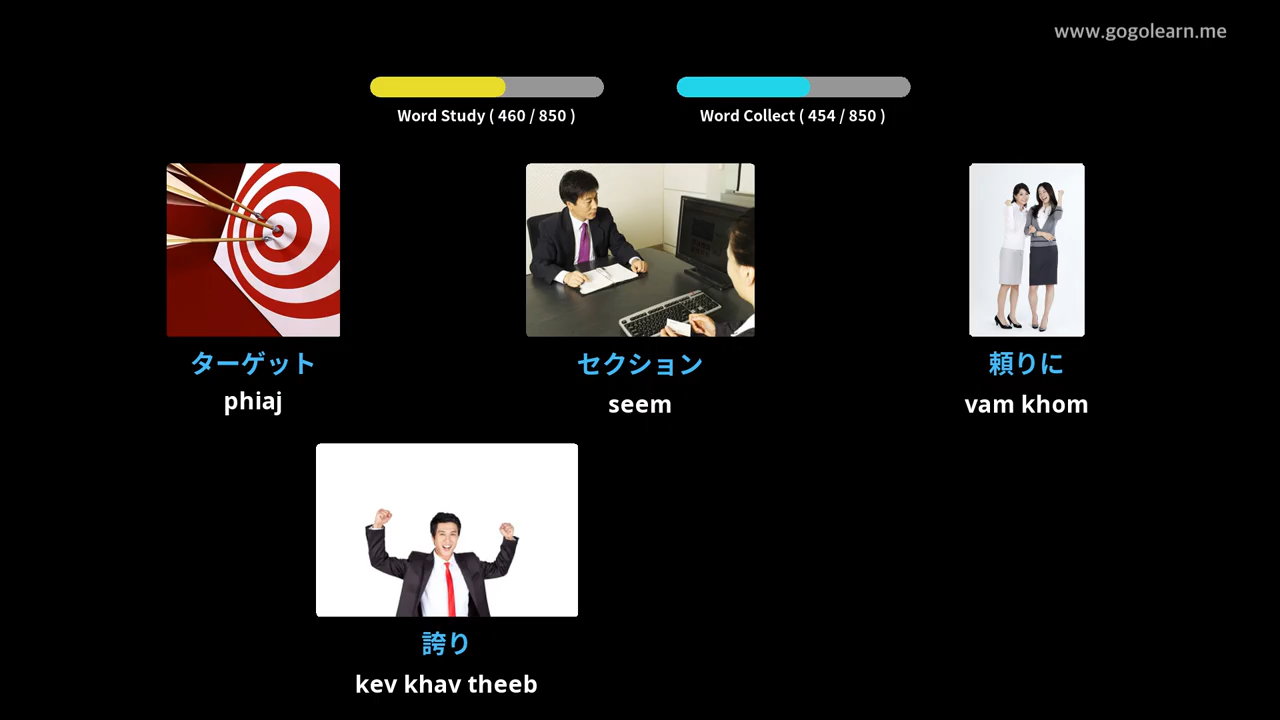 www.gogolearn.me
Word Study ( 460 / 850 )
Word Collect ( 454 / 850 )
ターゲット
phiaj
セクション
seem
頼りに
vam khom
誇り
kev khav theeb